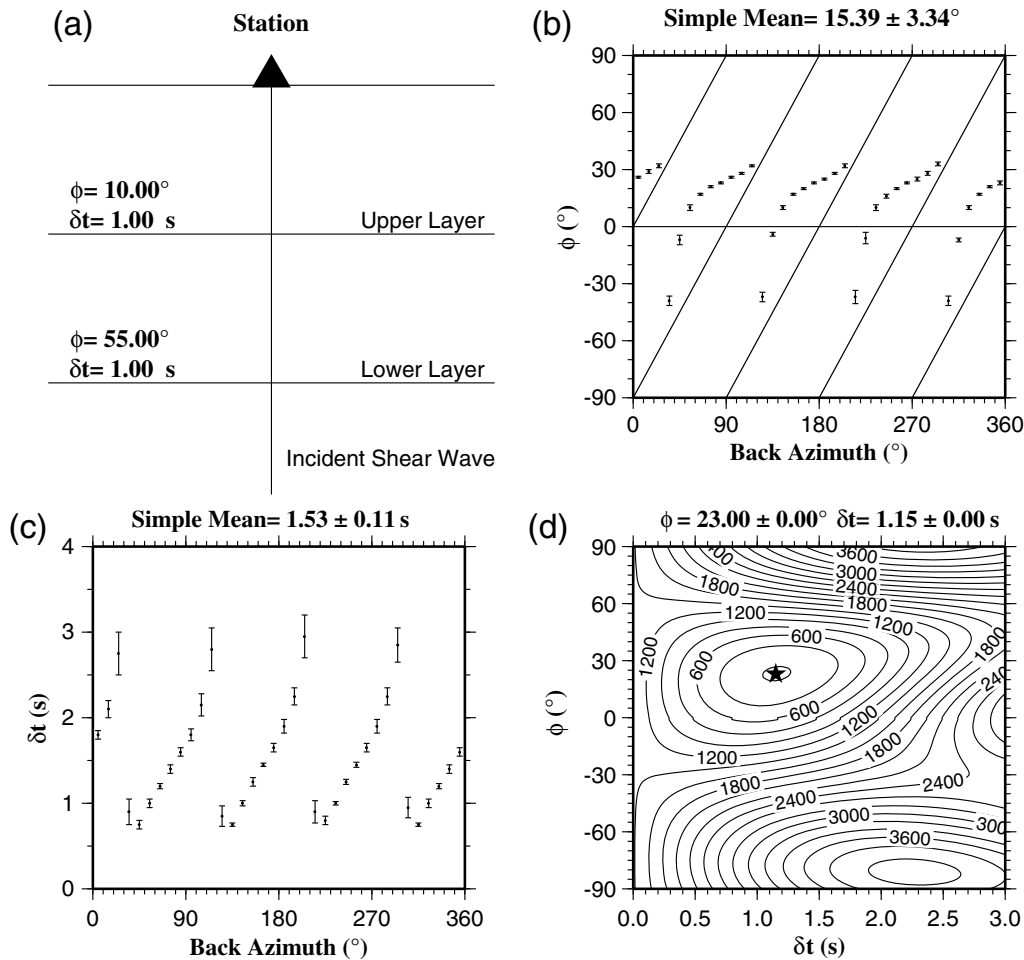 (a)
Station
ϕ= 10.00°
δt= 1.00 s
Upper Layer
ϕ= 55.00°
δt= 1.00 s
Lower Layer
Incident Shear Wave
(b)
Simple Mean= 15.39 ± 3.34°
90
60
30
0
-30
-60
-90
ϕ (°)
0 90 180 270 360
Back Azimuth (°)
(c)
Simple Mean= 1.53 ± 0.11 s
4
3
2
1
0
δt (s)
0 90 180 270 360
Back Azimuth (°)
(d)
ϕ = 23.00 ± 0.00° δt= 1.15 ± 0.00 s
90
60
30
0
-30
-60
-90
ϕ (°)
3600
3000
2400
1800
1800
1200
1200
1200
600
600
1800
600
1200
1200
1800
1800
2400
2400
3000
3600
0.0 0.5 1.0 1.5 2.0 2.5 3.0
δt (s)